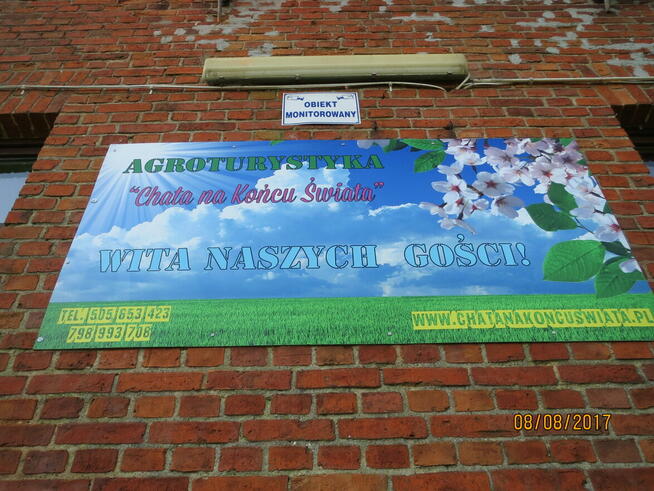 OBIEKT
MONITOROWANY
AGROTURYSTYKA
"Chata na Końcu Świata"
WITA NASZYCH GOŚCI!
TEL. 505 653 423
798 993 708
WWW.CHATANAKONCUSWIATA.PL
08/08/2017